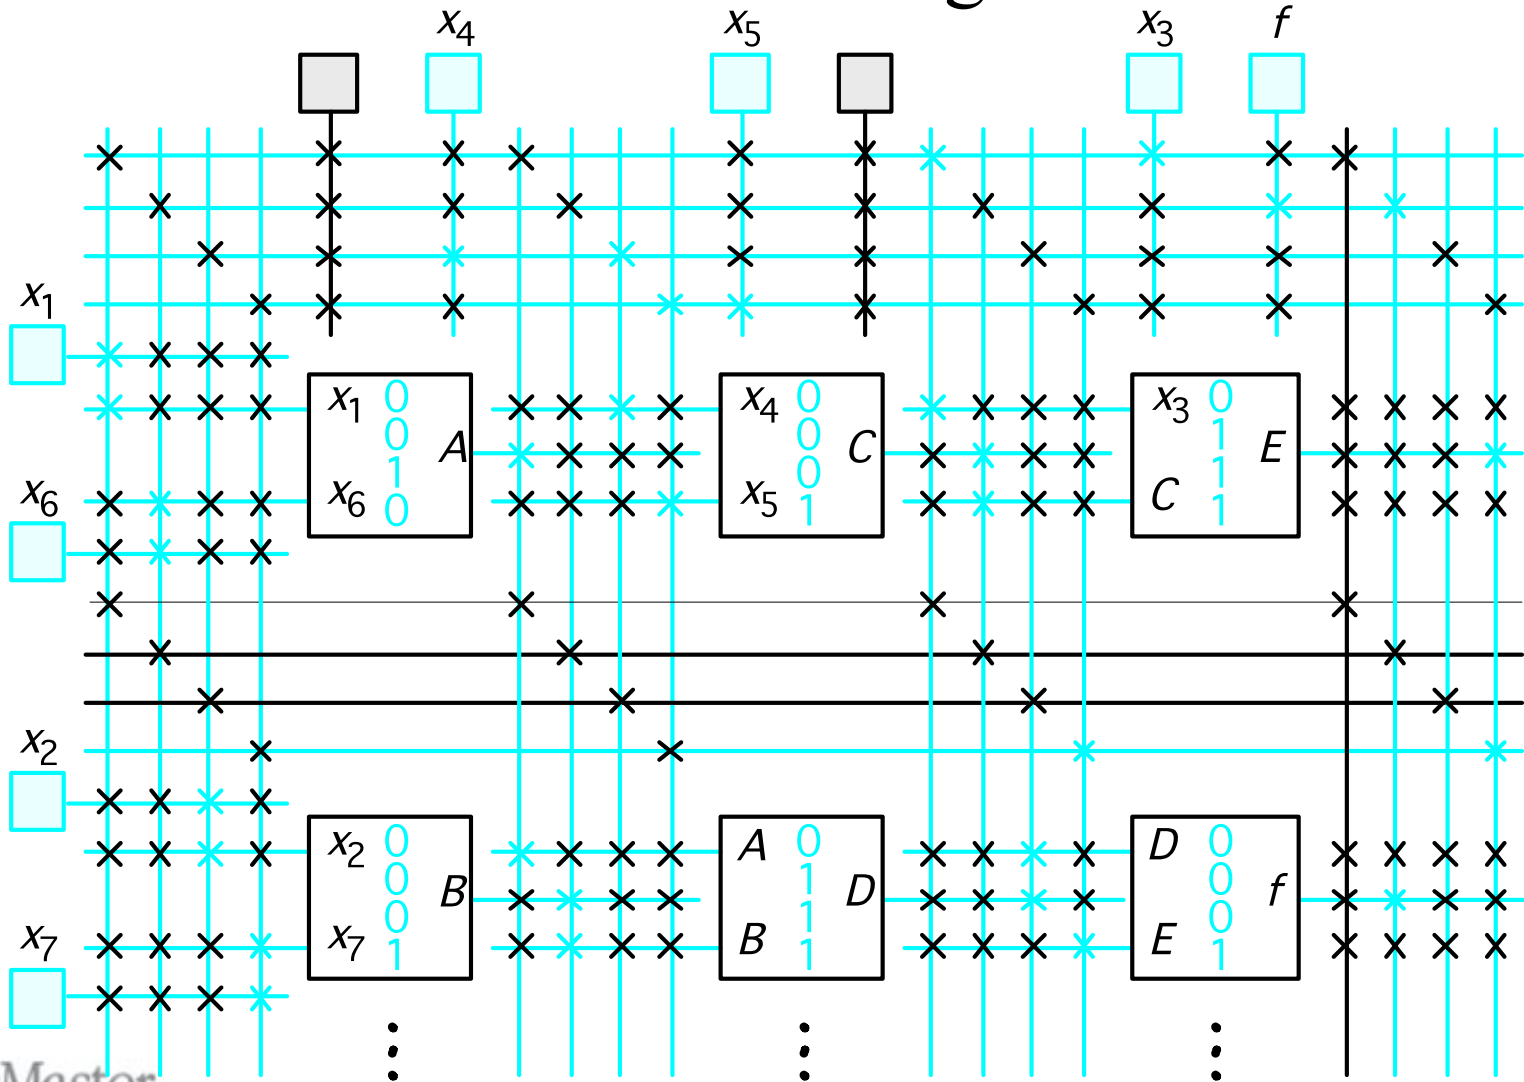 x4 x5 x3 f
x1
x1 0 x4 0 x3 0
0 0 1
A C E
1 0 1
x6
x6 0 x5 1 C 1
x2
x2 0 A 0 D 0
0 1 0
B D f
0 1 0
x7
x7 1 B 1 E 1